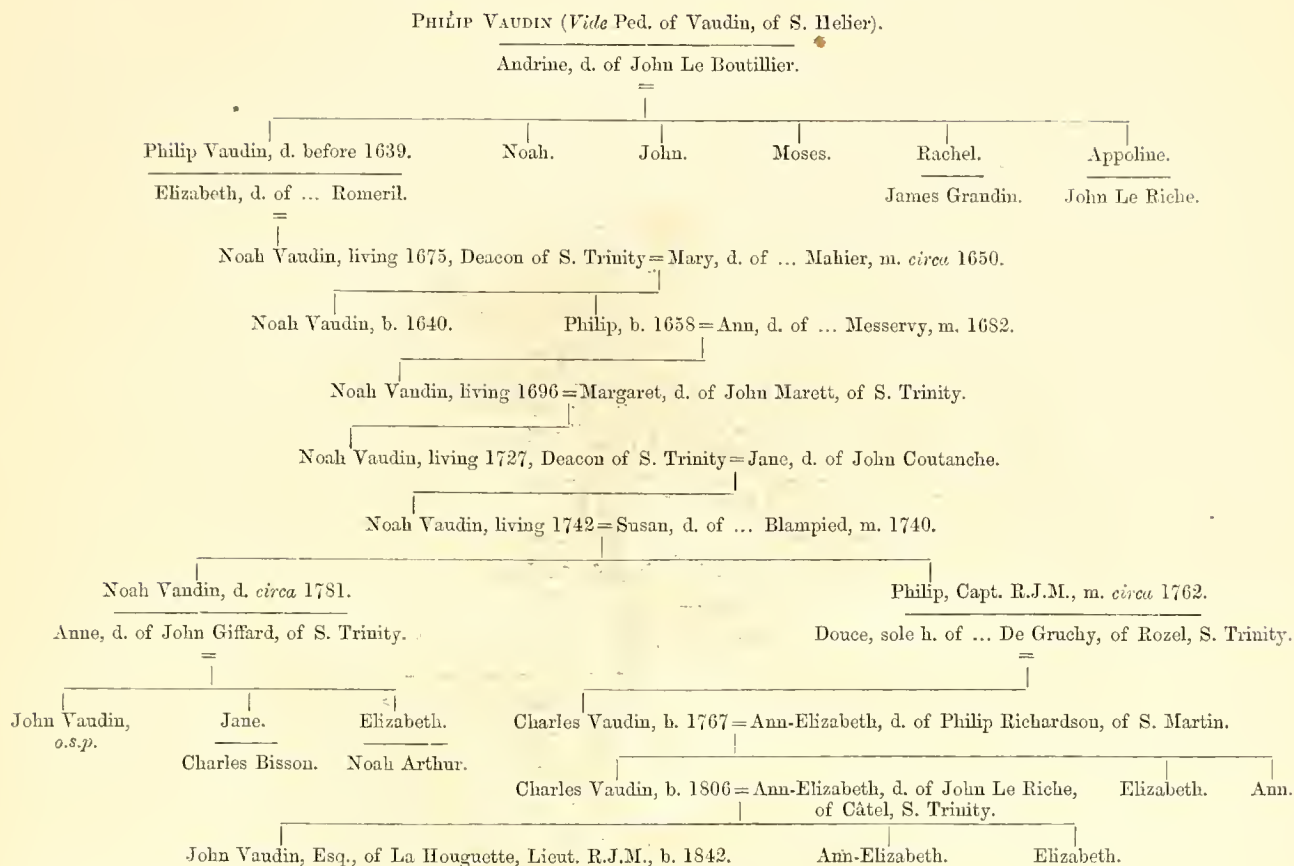 PHILIP VAUDIN (Vide Ped. of Vaudin, of S. Helier).
Andrine, d. of John Le Boutillier.
=
Philip Vaudin, d. before 1639. Noah. John. Moses. Rachel. Appoline.
Elizabeth, d. of ... Romeril. James Grandin. John Le Riche.
=
Noah Vaudin, living 1675, Deacon of S. Trinity = Mary, d. of ... Mahier, m. circa 1650.
Noah Vaudin, b. 1640. Philip, b. 1658 = Ann, d. of ... Messervy, m. 1682.
Noah Vaudin, living 1696 = Margaret, d. of John Marett, of S. Trinity.
Noah Vaudin, living 1727, Deacon of S. Trinity = Jane, d. of John Coutanche.
Noah Vaudin, living 1742 = Susan, d. of ... Blampied, m. 1740.
Noah Vaudin, d. circa 1781. Philip, Capt. R.J.M., m. circa 1762.
Anne, d. of John Giffard, of S. Trinity. Douce, sole h. of ... De Gruchy, of Rozel, S. Trinity.
= =
John Vaudin, Jane. Elizabeth. Charles Vaudin, b. 1767 = Ann-Elizabeth, d. of Philip Richardson, of S. Martin.
o.s.p.
Charles Bisson. Noah Arthur.
Charles Vaudin, b. 1806 = Ann-Elizabeth, d. of John Le Riche, Elizabeth. Ann.
of Câtel, S. Trinity.
John Vaudin, Esq., of La Houguette, Lieut. R.J.M., b. 1842. Ann-Elizabeth. Elizabeth.